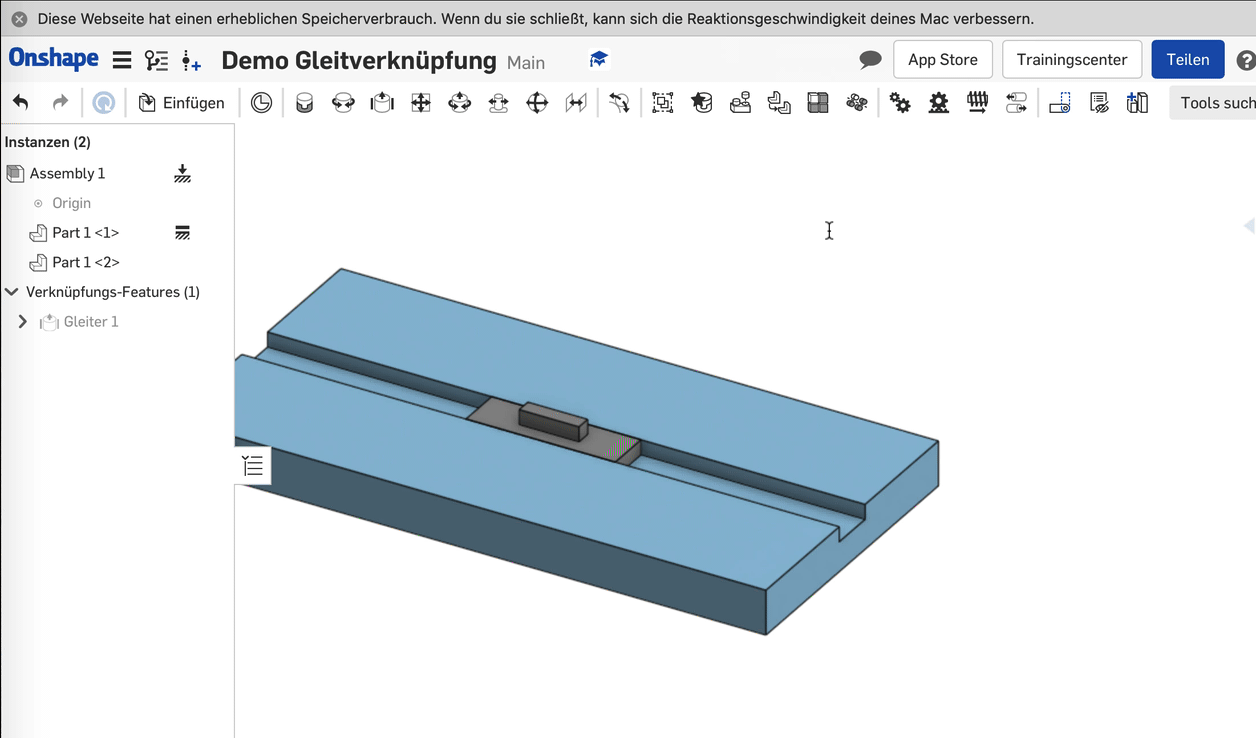 Diese Webseite hat einen erheblichen Speicherverbrauch. Wenn du sie schließt, kann sich die Reaktionsgeschwindigkeit deines Mac verbessern.
Onshape Demo Gleitverknüpfung Main App Store Trainingscenter Teilen ?
Einfügen Tools such
Instanzen (2)
Assembly 1
Origin
Part 1 <1>
Part 1 <2>
Verknüpfungs-Features (1)
Gleiter 1